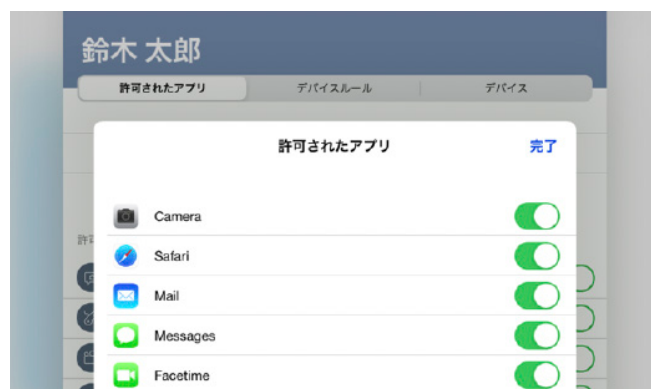 鈴木 太郎
許可されたアプリ デバイスルール デバイス
許可されたアプリ 完了
Camera
Safari
許可
Mail
Messages
Facetime